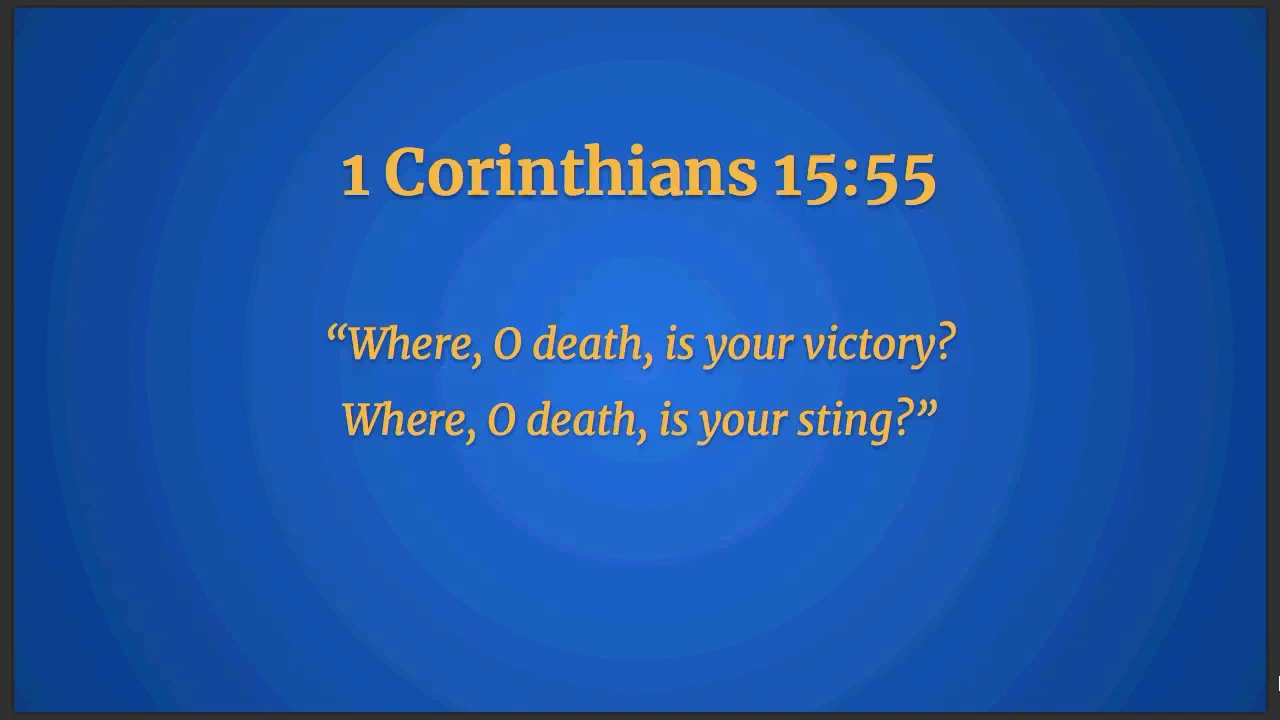 1 Corinthians 15:55
“Where, O death, is your victory?
Where, O death, is your sting?”